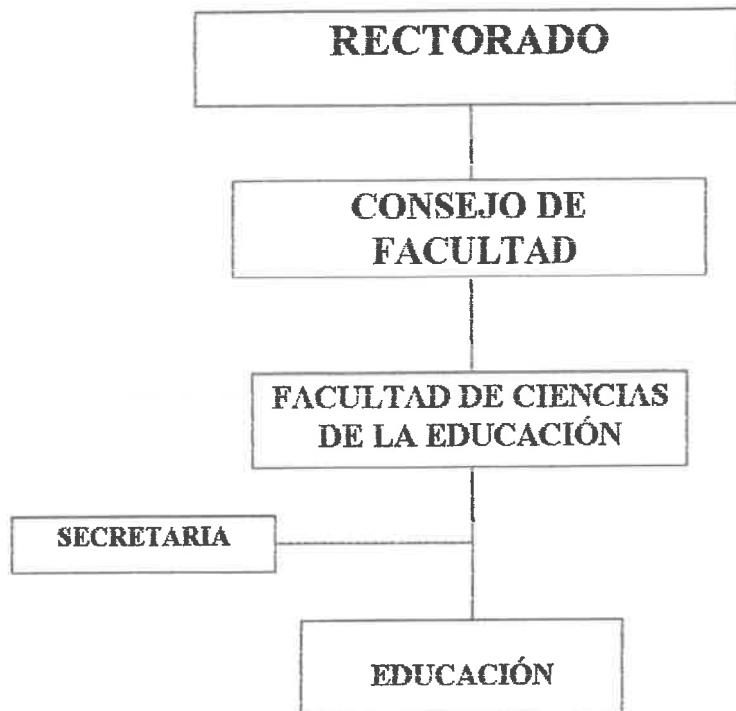 RECTORADO
CONSEJO DE
FACULTAD
FACULTAD DE CIENCIAS
DE LA EDUCACIÓN
SECRETARIA
EDUCACIÓN